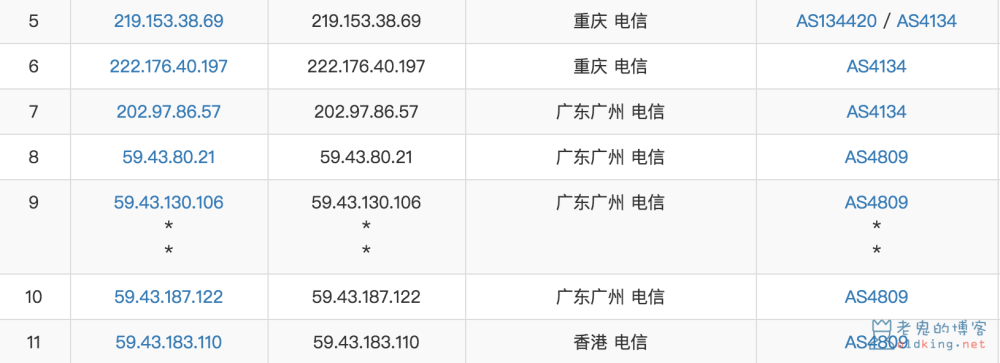 5 219.153.38.69 219.153.38.69 重庆 电信 AS134420 / AS4134
6 222.176.40.197 222.176.40.197 重庆 电信 AS4134
7 202.97.86.57 202.97.86.57 广东广州 电信 AS4134
8 59.43.80.21 59.43.80.21 广东广州 电信 AS4809
9 59.43.130.106 59.43.130.106 广东广州 电信 AS4809
* * *
* * *
10 59.43.187.122 59.43.187.122 广东广州 电信 AS4809
11 59.43.183.110 59.43.183.110 香港 电信 AS4809
老鬼的博客
oldking.net